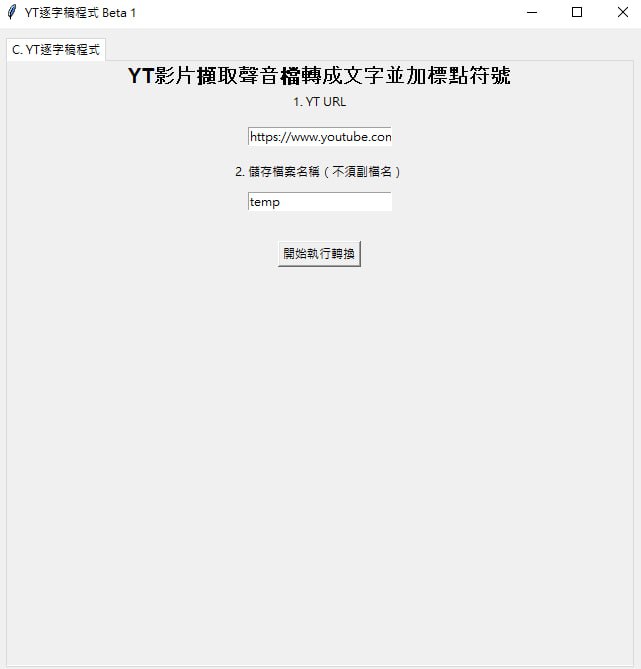 YT逐字稿程式 Beta 1
C. YT逐字稿程式
YT影片擷取聲音檔轉成文字並加標點符號
1. YT URL
https://www.youtube.con
2. 儲存檔案名稱 ( 不須副檔名 )
temp
開始執行轉換